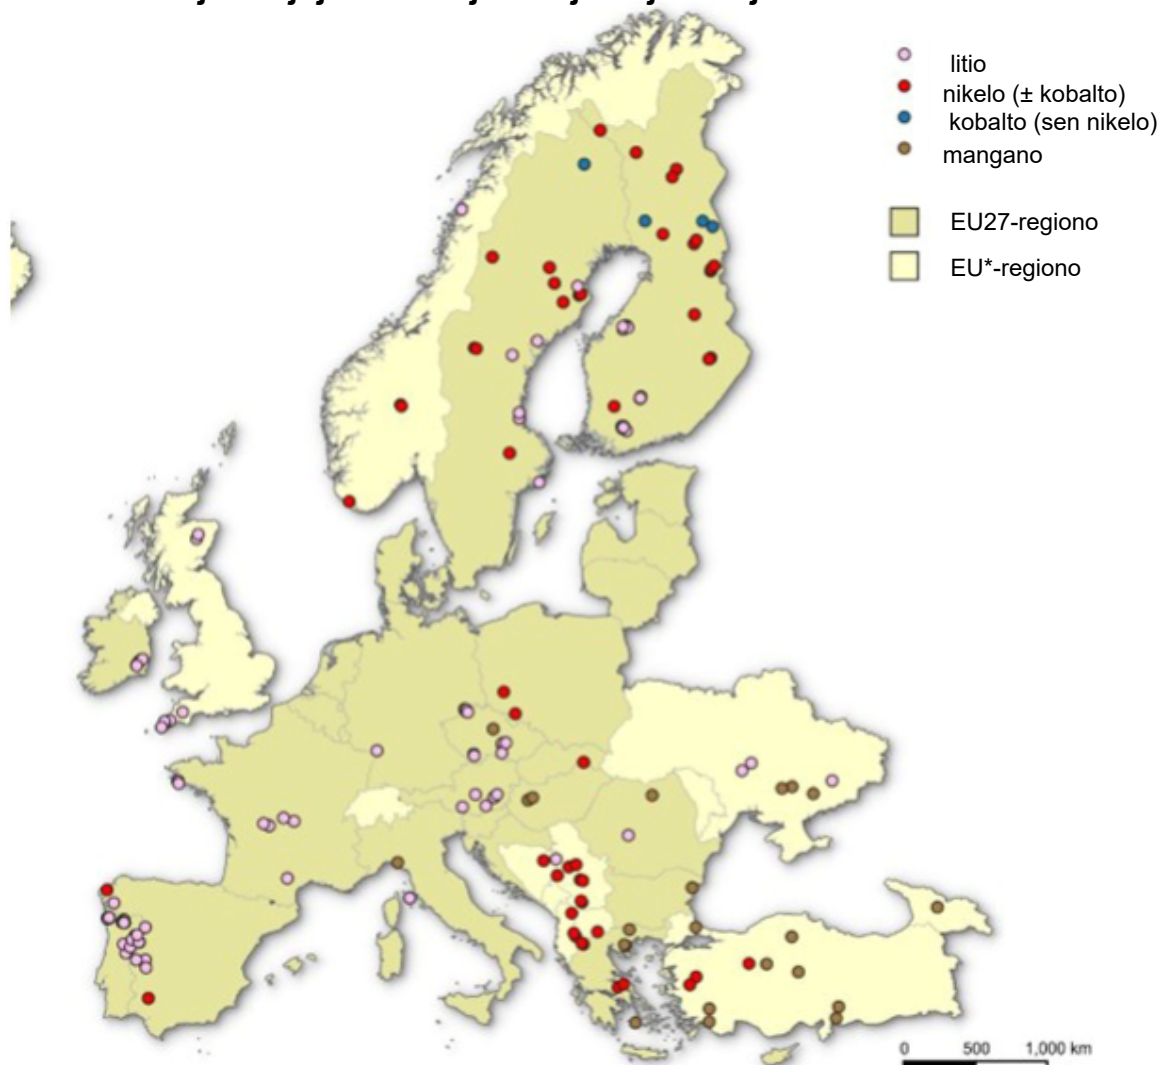 litio
nikelo (± kobalto)
kobalto (sen nikelo)
mangano
EU27-regiono
EU*-regiono
0 500 1,000 km